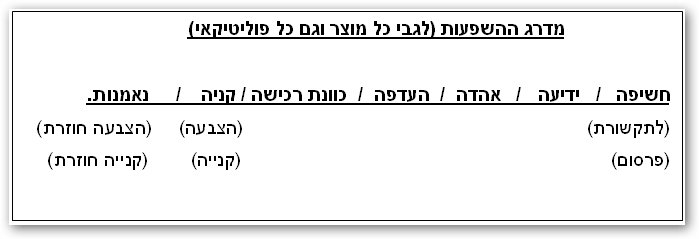 מדרג ההשפעות (לגבי כל מוצר וגם כל פוליטיקאי)
חשיפה / ידיעה / אהדה / העדפה / כוונת רכישה / קניה / נאמנות.
(לתקשורת) (הצבעה) (הצבעה חוזרת)
(פרסום) (קנייה) (קנייה חוזרת)